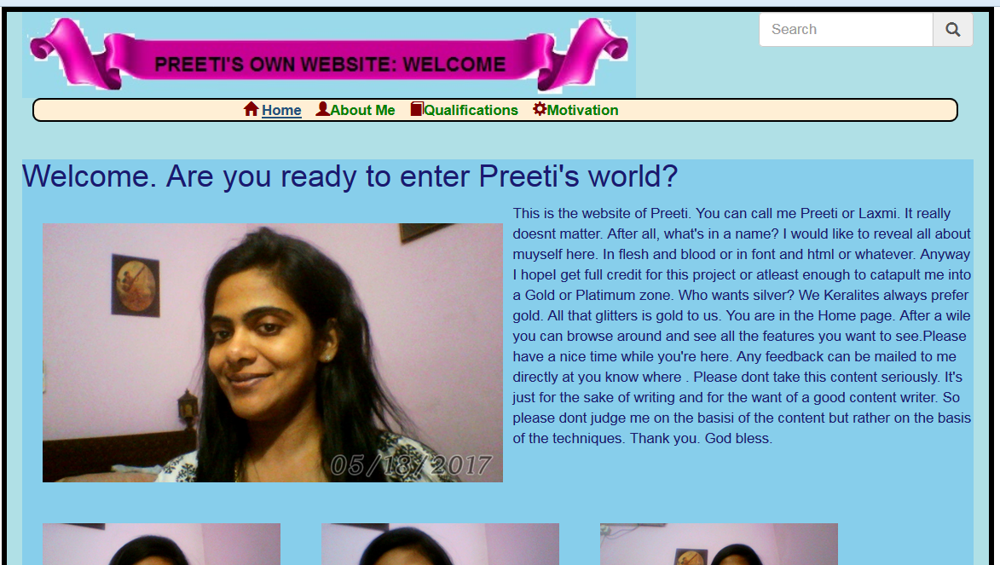 PREETI'S OWN WEBSITE: WELCOME
Search
Home About Me Qualifications Motivation
Welcome. Are you ready to enter Preeti's world?
This is the website of Preeti. You can call me Preeti or Laxmi. It really
doesnt matter. After all, what's in a name? I would like to reveal all about
muyself here. In flesh and blood or in font and html or whatever. Anyway
I hopeI get full credit for this project or atleast enough to catapult me into
a Gold or Platimum zone. Who wants silver? We Keralites always prefer
gold. All that glitters is gold to us. You are in the Home page. After a wile
you can browse around and see all the features you want to see.Please
have a nice time while you're here. Any feedback can be mailed to me
directly at you know where . Please dont take this content seriously. It's
just for the sake of writing and for the want of a good content writer. So
please dont judge me on the basisi of the content but rather on the basis
of the techniques. Thank you. God bless.
05/18/2017